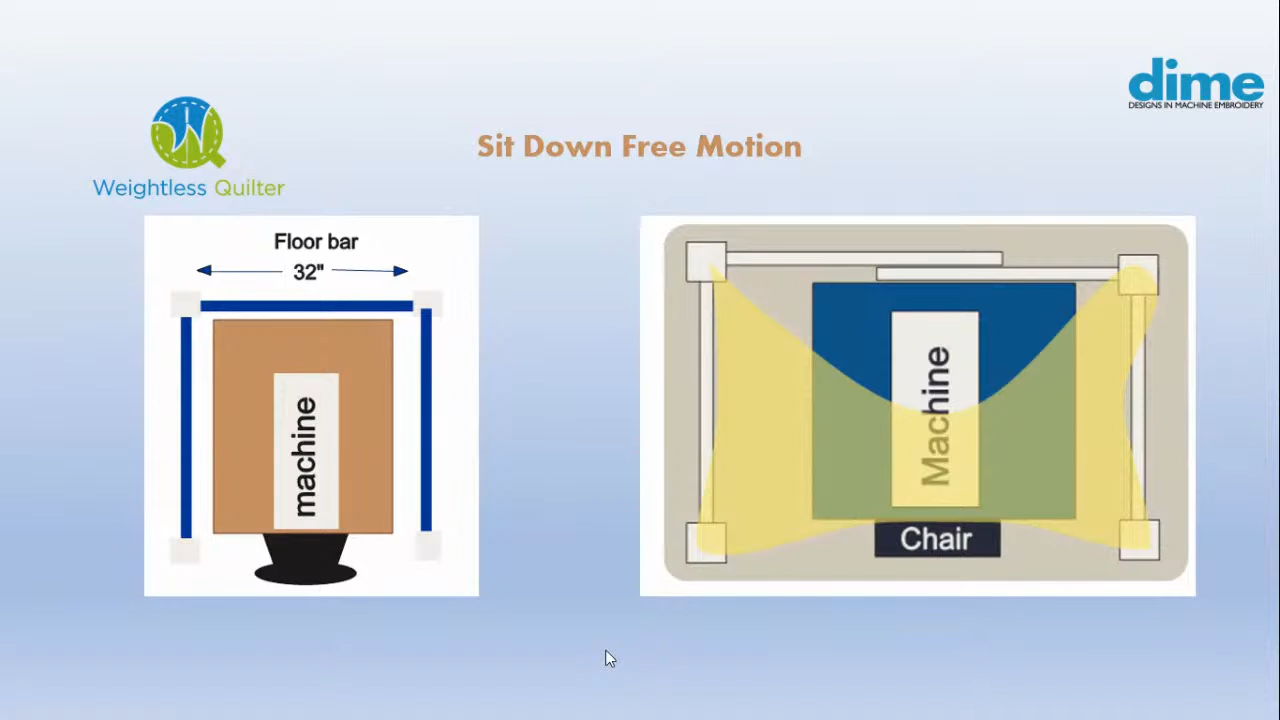 dime
DESIGNS IN MACHINE EMBROIDERY
Sit Down Free Motion
W
Weightless Quilter
Floor bar
32"
machine
Machine
Chair